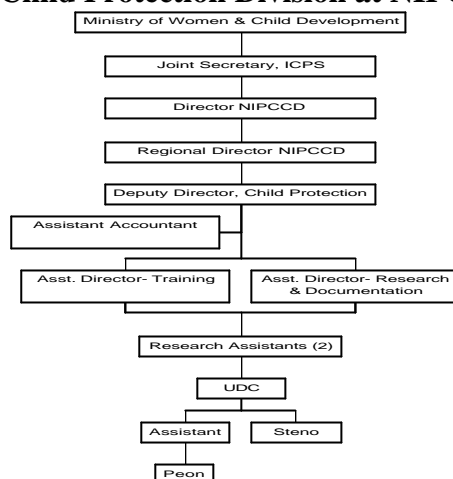 Child Protection Division at
Ministry of Women & Child Development
Joint Secretary, ICPS
Director NIPCCD
Regional Director NIPCCD
Deputy Director, Child Protection
Assistant Accountant
Asst. Director- Training
Asst. Director- Research
& Documentation
Research Assistants (2)
UDC
Assistant
Steno
Peon